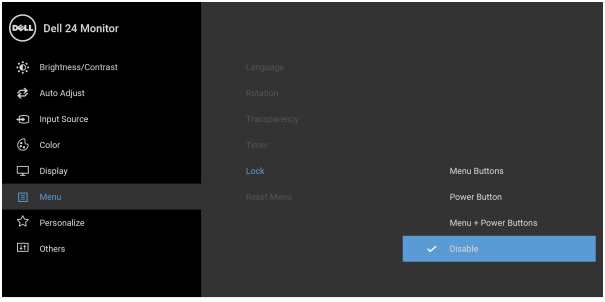 DELL
Dell 24 Monitor
Brightness/Contrast
Auto Adjust
Input Source
Color
Display
Menu
Personalize
Others
Language
Rotation
Transparency
Timer
Lock
Reset Menu
Menu Buttons
Power Button
Menu + Power Buttons
Disable